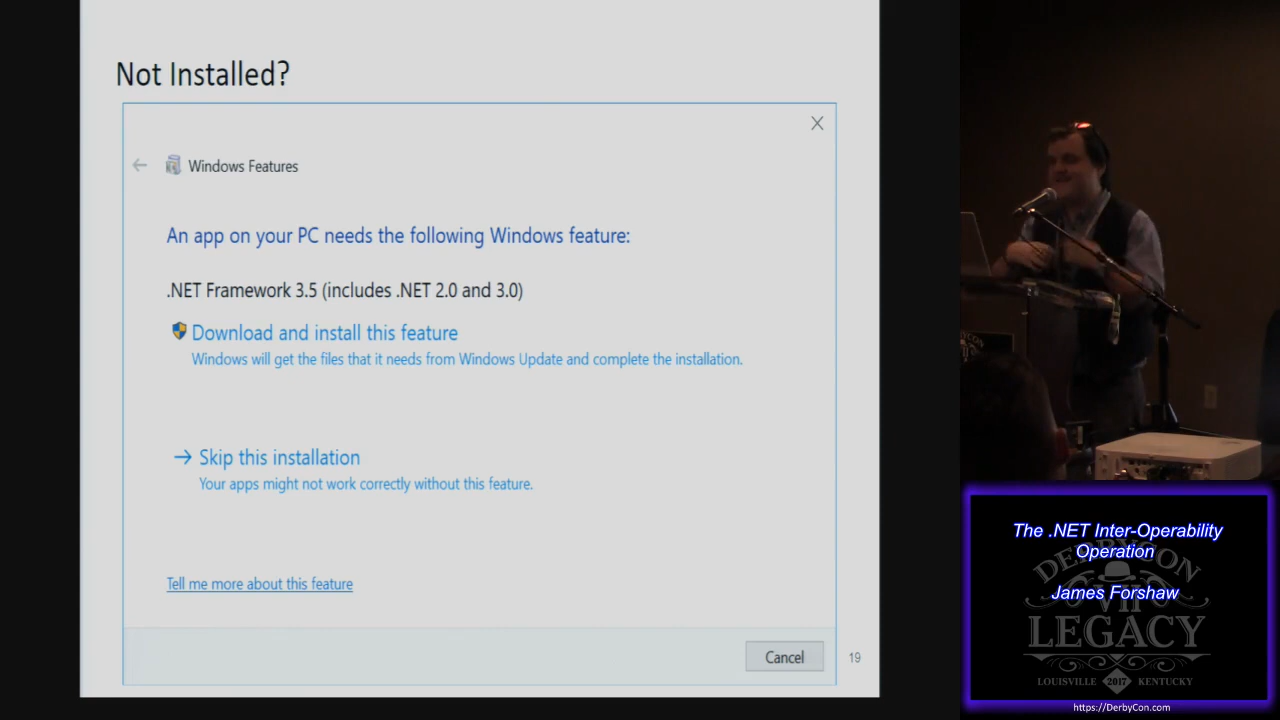 Not Installed?
Windows Features
An app on your PC needs the following Windows feature:
.NET Framework 3.5 (includes .NET 2.0 and 3.0)
Download and install this feature
Windows will get the files that it needs from Windows Update and complete the installation.
Skip this installation
Your apps might not work correctly without this feature.
Tell me more about this feature
Cancel
19
The .NET Inter-Operability
Operation
James Forshaw
DERBYCON
VII
LEGACY
LOUISVILLE 2017 KENTUCKY
https://DerbyCon.com